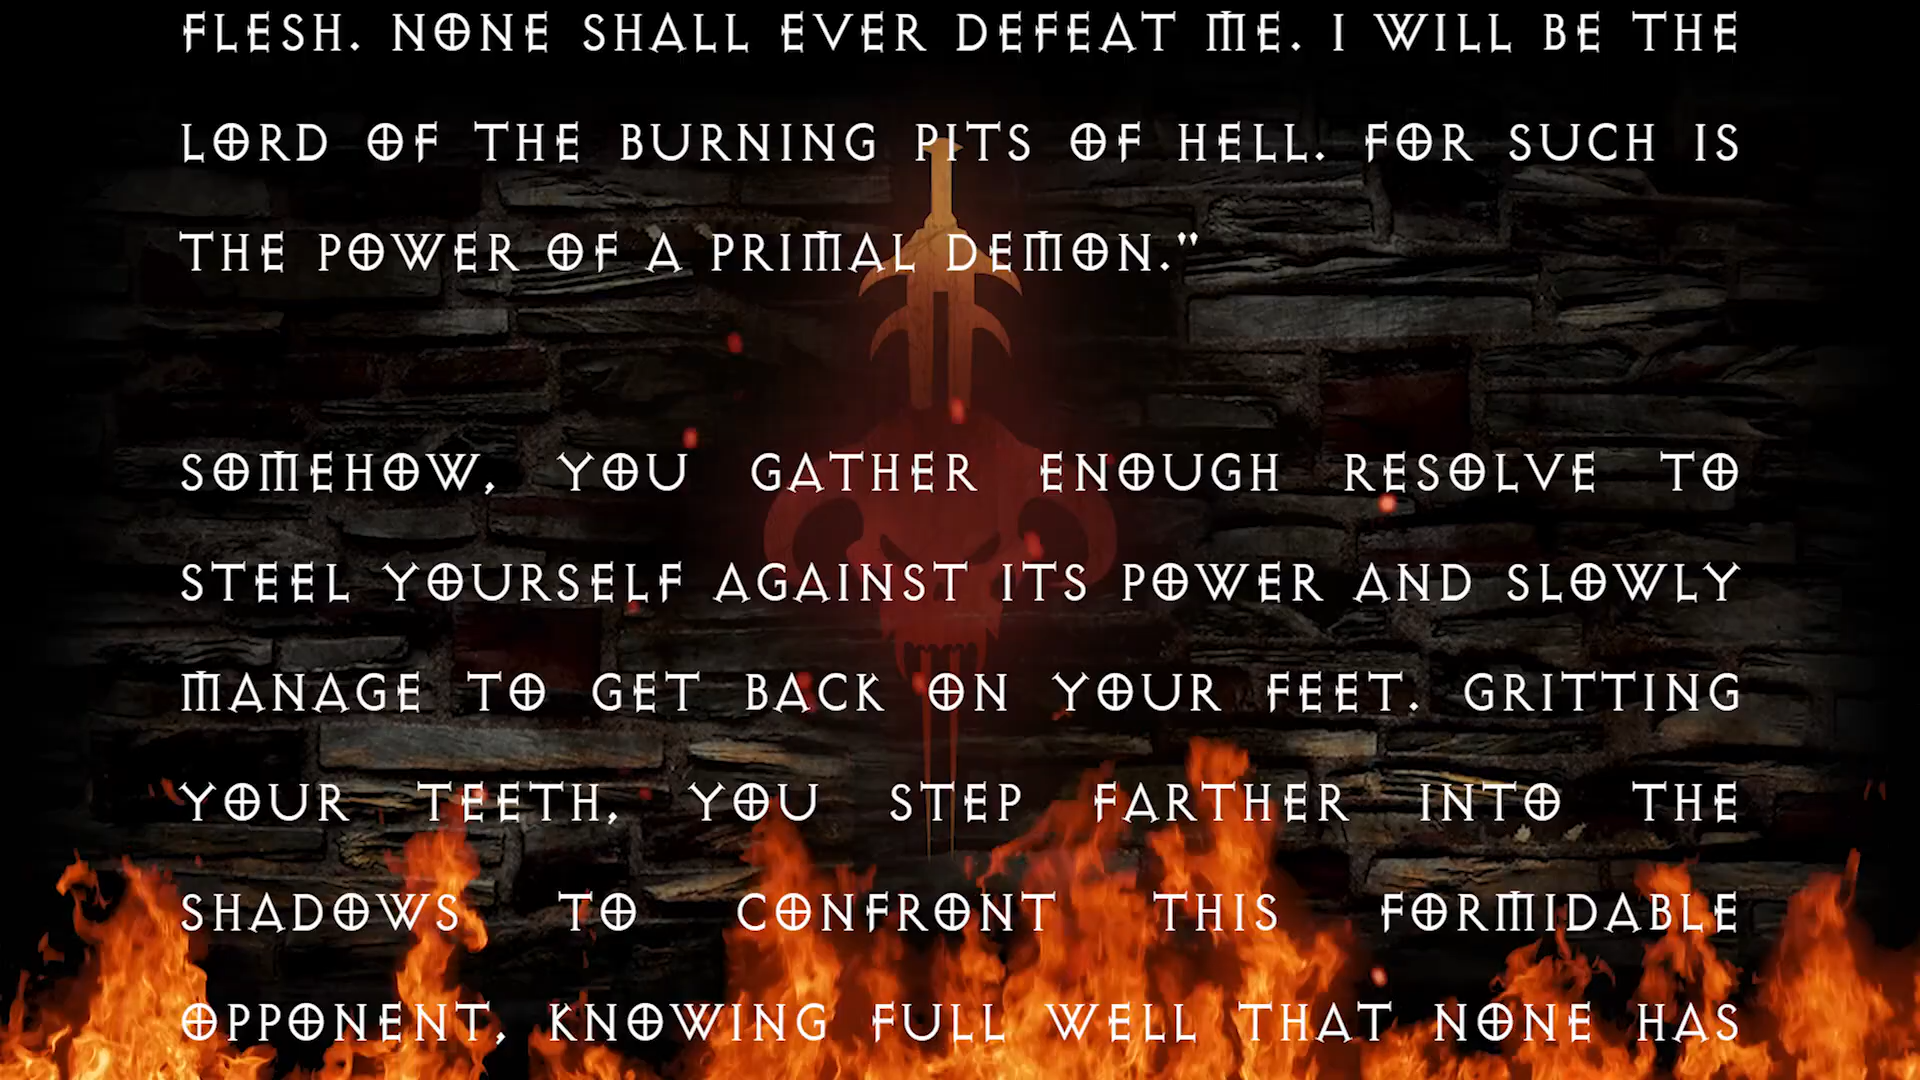 FLESH. NONE SHALL EVER DEFEAT ME. I WILL BE THE
LORD OF THE BURNING PITS OF HELL. FOR SUCH IS
THE POWER OF A PRIMAL DEMON."
SOMEHOW, YOU GATHER ENOUGH RESOLVE TO
STEEL YOURSELF AGAINST ITS POWER AND SLOWLY
MANAGE TO GET BACK ON YOUR FEET. GRITTING
YOUR TEETH, YOU STEP FARTHER INTO THE
SHADOWS TO CONFRONT THIS FORMIDABLE
OPPONENT, KNOWING FULL WELL THAT NONE HAS